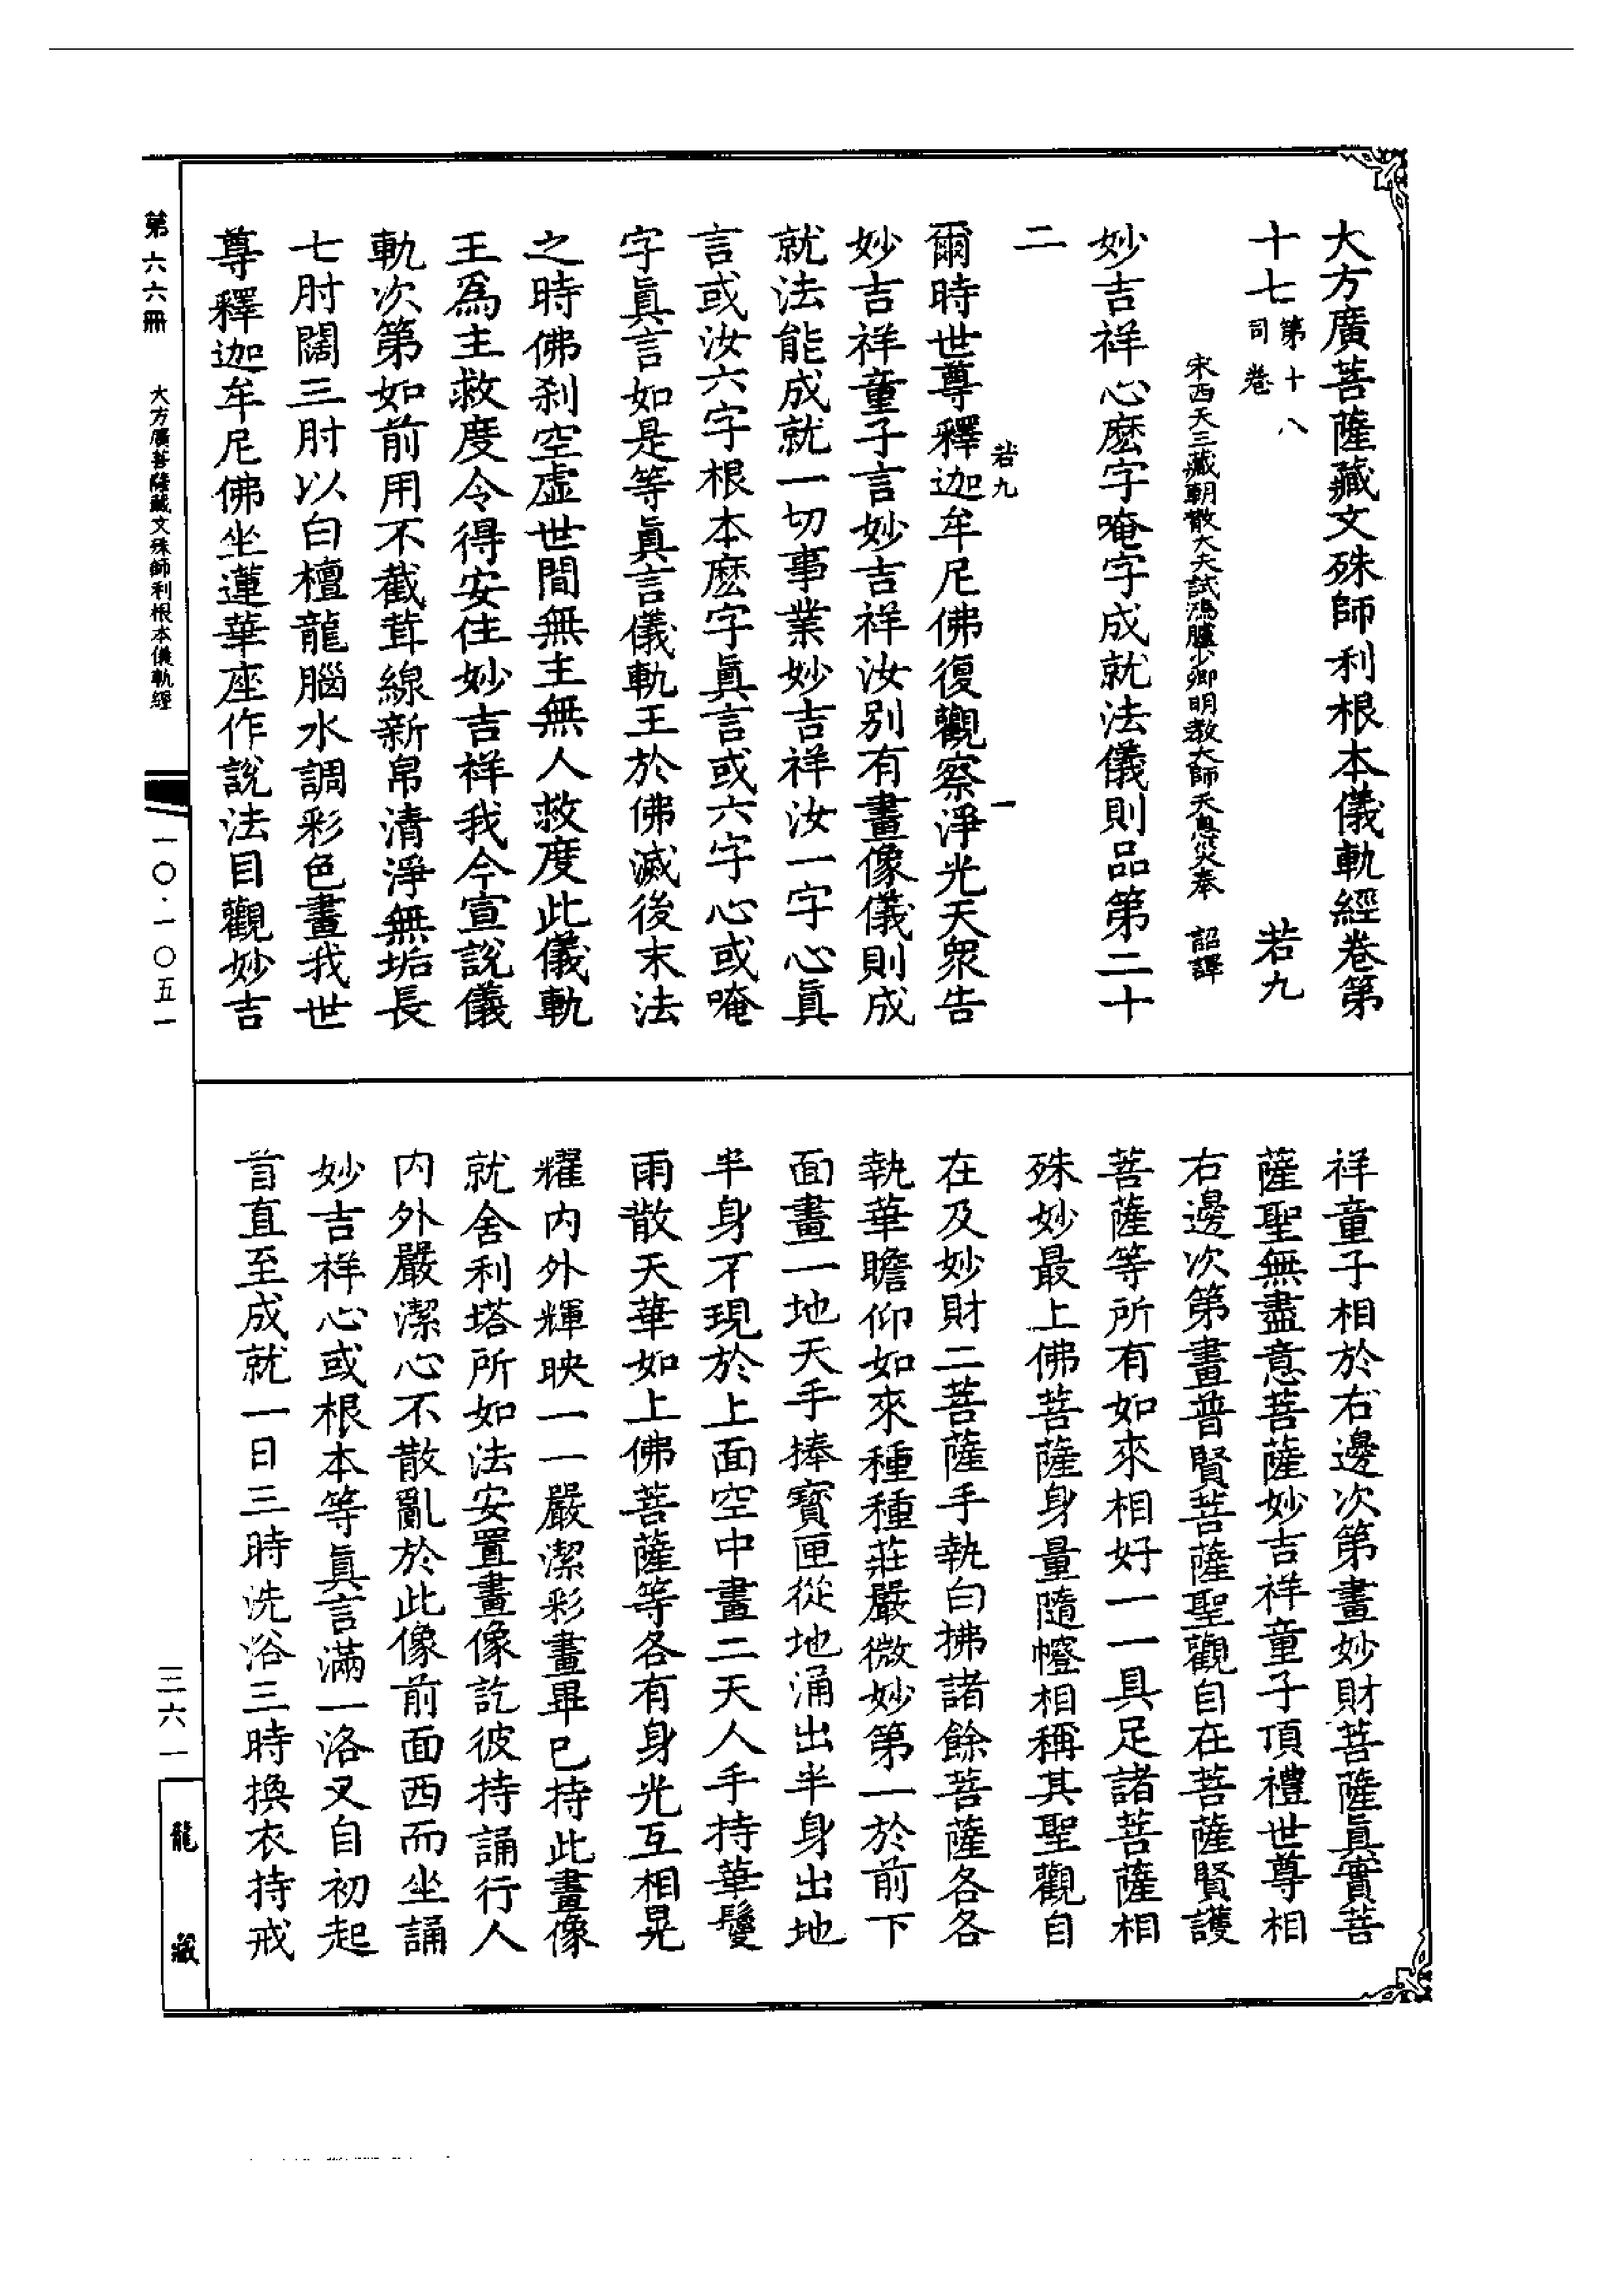 大方廣菩薩藏文殊師利根本儀軌經卷第
十七第十八同卷　若九
宋西天三藏朝散大夫試鴻臚少卿明教大師天息災奉　詔譯
妙吉祥心麽字唵字成就法儀則品第二十
二
若九　一
爾時世尊釋迦牟尼佛復觀察淨光天衆告
妙吉祥童子言妙吉祥汝別有畫像儀則成
就法能成就一切事業妙吉祥汝一字心眞
言或汝六字根本麽字眞言或六字心或唵
字眞言如是等眞言儀軌王於佛滅後末法
之時佛刹空虛世間無主無人救度此儀軌
王爲主救度令得安住妙吉祥我今宣說儀
軌次第如前用不截茸線新帛清淨無垢長
七肘闊三肘以白檀龍腦水調彩色畫我世
尊釋迦牟尼佛坐蓮華座作說法目觀妙吉
祥童子相於右邊次第畫妙財菩薩眞實菩
薩聖無盡意菩薩妙吉祥童子頂禮世尊相
右邊次第畫普賢菩薩聖觀自在菩薩賢護
菩薩等所有如來相好一一具足諸菩薩相
殊妙最上佛菩薩身量隨㡧相稱其聖觀自
在及妙財二菩薩手執白拂諸餘菩薩各各
執華瞻仰如來種種莊嚴微妙第一於前下
面畫一地天手捧寶匣從地涌出半身出地
半身不現於上面空中畫二天人手持華鬘
雨散天華如上佛菩薩等各有身光互相晃
耀內外輝映一一嚴潔彩畫畢已持此畫像
就舍利塔所如法安置畫像訖彼持誦行人
內外嚴潔心不散亂於此像前面西而坐誦
妙吉祥心或根本等眞言滿一洛叉自初起
首直至成就一日三時洗浴三時換衣持戒
第六六冊　大方廣菩薩藏文殊師利根本儀軌經　一〇·一〇五一
三六一　龍藏